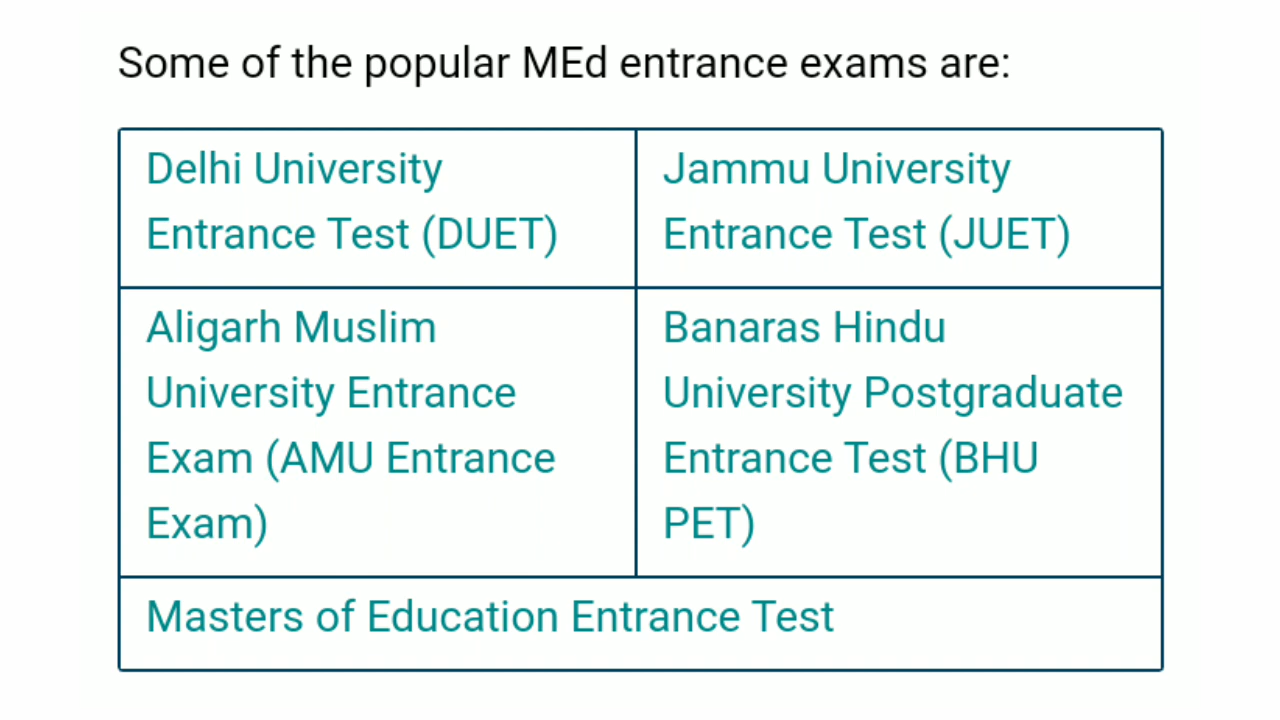 Some of the popular MEd entrance exams are:
Delhi University
Entrance Test (DUET)
Jammu University
Entrance Test (JUET)
Aligarh Muslim
University Entrance
Exam (AMU Entrance
Exam)
Banaras Hindu
University Postgraduate
Entrance Test (BHU
PET)
Masters of Education Entrance Test